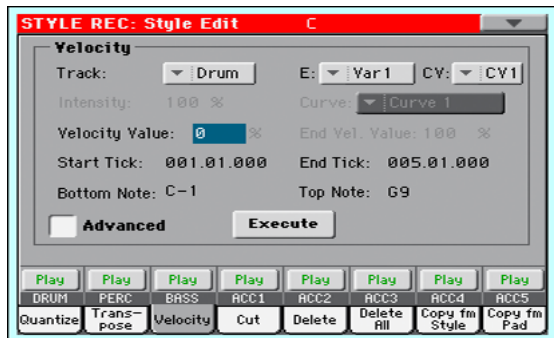 STYLE REC: Style Edit C
Velocity
Track: Drum E: Var1 CV: CV1
Intensity: 100 % Curve: Curve 1
Velocity Value: 0 % End Vel. Value: 100 %
Start Tick: 001.01.000 End Tick: 005.01.000
Bottom Note: C-1 Top Note: G9
Advanced Execute
Play Play Play Play Play Play Play Play
DRUM PERC BASS ACC1 ACC2 ACC3 ACC4 ACC5
Quantize Trans-pose Velocity Cut Delete Delete All Copy fm Style Copy fm Pad